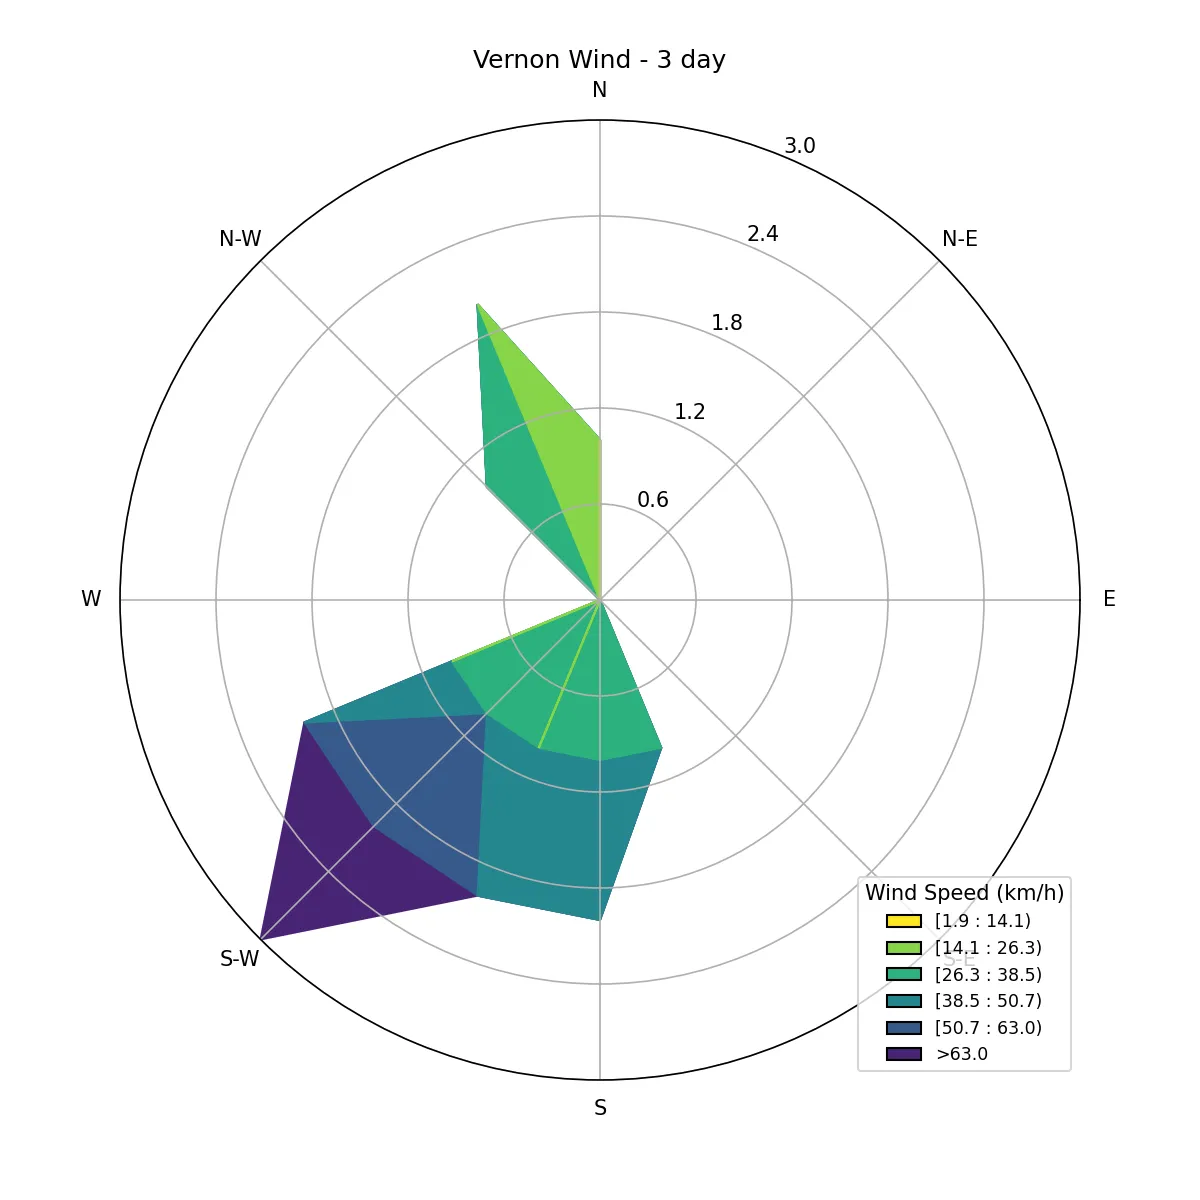 Vernon Wind - 3 day
N
3.0
N-W
2.4
N-E
1.8
1.2
0.6
W
E
Wind Speed (km/h)
[1.9 : 14.1)
[14.1 : 26.3)
S-W
S-E
[26.3 : 38.5)
[38.5 : 50.7)
[50.7 : 63.0)
>63.0
S